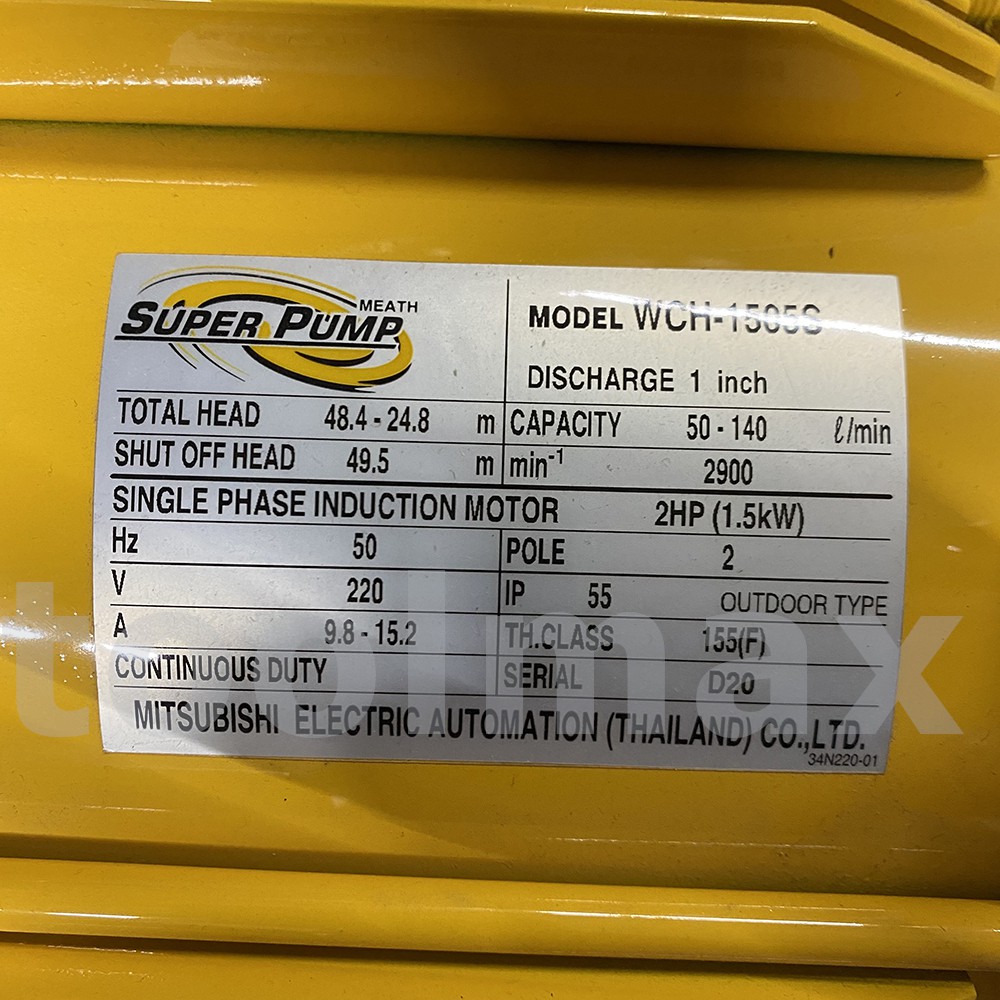 MEATH
SUPER PUMP
MODEL WCH-1505S
DISCHARGE 1 inch
TOTAL HEAD 48.4 - 24.8 m CAPACITY 50 - 140 ℓ/min
SHUT OFF HEAD 49.5 m min-1 2900
SINGLE PHASE INDUCTION MOTOR 2HP (1.5kW)
Hz 50 POLE 2
V 220 IP 55 OUTDOOR TYPE
A 9.8 - 15.2 TH.CLASS 155(F)
CONTINUOUS DUTY SERIAL D20
MITSUBISHI ELECTRIC AUTOMATION (THAILAND) CO.,LTD.
34N220-01
toolmax